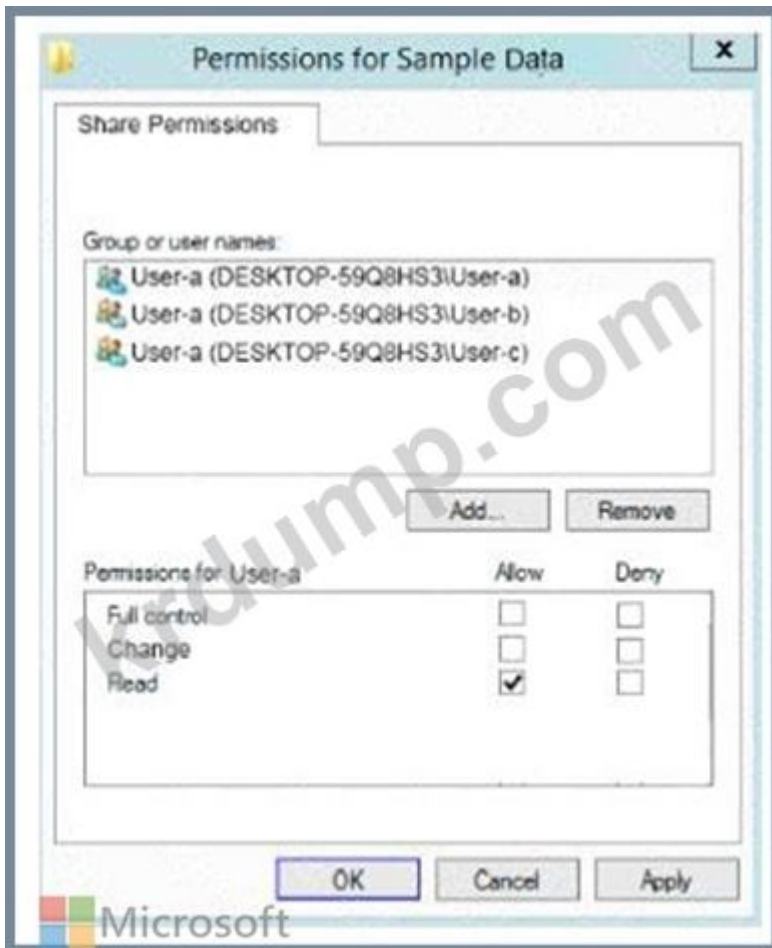 Permissions for Sample Data
x
Share Permissions
Group or user names:
User-a (DESKTOP-59Q8HS3\User-a)
User-a (DESKTOP-59Q8HS3\User-b)
User-a (DESKTOP-59Q8HS3\User-c)
Add... Remove
Permissions for User-a Allow Deny
Full control
Change
Read
OK Cancel Apply
Microsoft
krdump.com